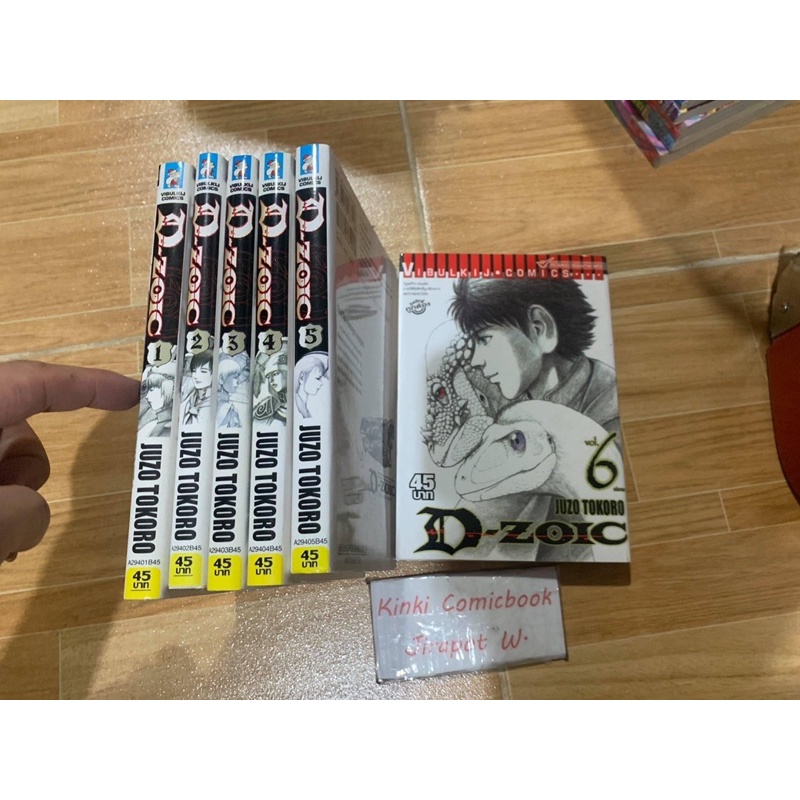 VIBULKIJ
COMICS
D-ZOIC
1
JUZO TOKORO
A29401B45
45
บาท
VIBULKIJ
COMICS
D-ZOIC
2
JUZO TOKORO
A29402B45
45
บาท
VIBULKIJ
COMICS
D-ZOIC
3
JUZO TOKORO
A29403B45
45
บาท
VIBULKIJ
COMICS
D-ZOIC
4
JUZO TOKORO
A29404B45
45
บาท
VIBULKIJ
COMICS
D-ZOIC
5
JUZO TOKORO
A29405B45
45
บาท
VIBULKIJ COMICS
vol. 6
45
บาท
JUZO TOKORO
D-ZOIC
Kinki Comicbook
Jirapat W.